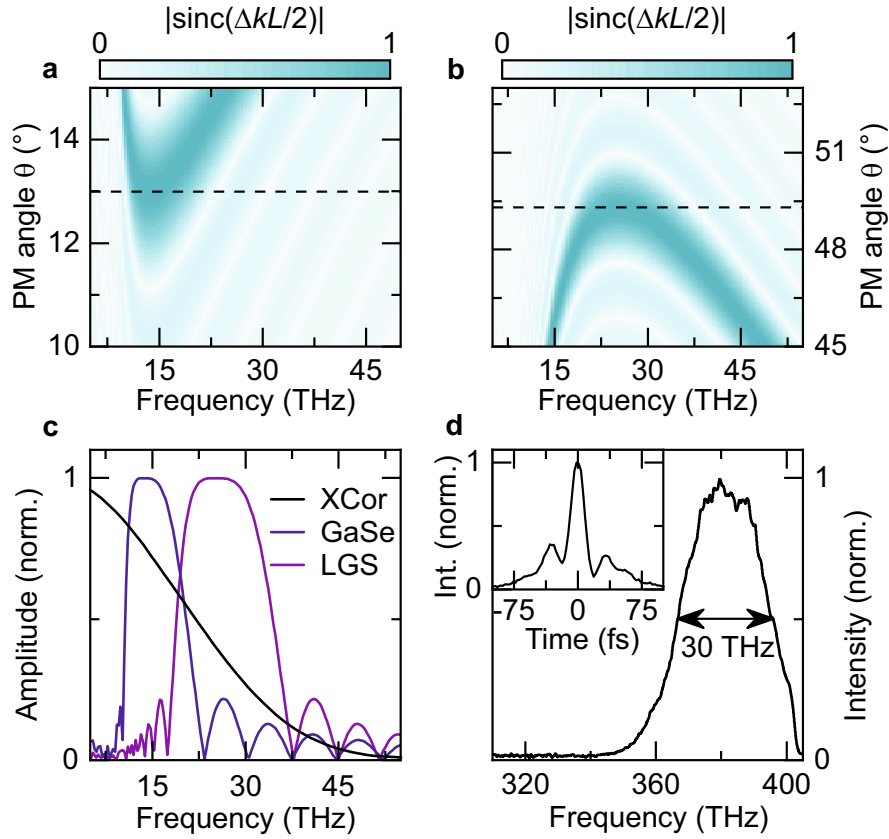 |sinc(ΔkL/2)|
0 1
a
15
14
13
12
11
10
PM angle θ (°)
15 30 45
Frequency (THz)
|sinc(ΔkL/2)|
0 1
b
51
48
45
PM angle θ (°)
15 30 45
Frequency (THz)
c
1
0
Amplitude (norm.)
XCor
GaSe
LGS
15 30 45
Frequency (THz)
d
1
0
Int. (norm.)
-75 0 75
Time (fs)
30 THz
1
0
Intensity (norm.)
320 360 400
Frequency (THz)